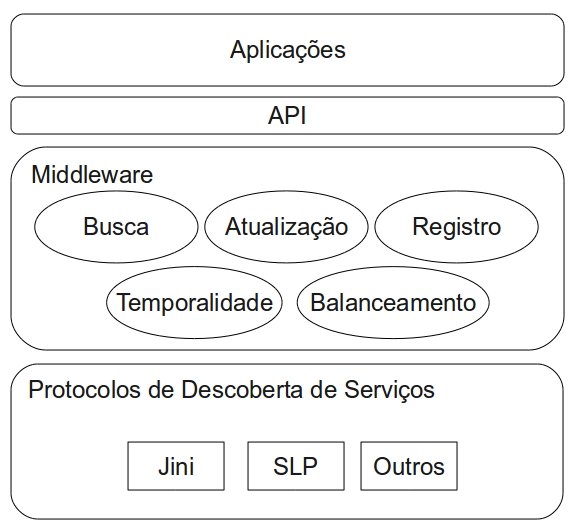 Aplicações
API
Middleware
Busca Atualização Registro
Temporalidade Balanceamento
Protocolos de Descoberta de Serviços
Jini SLP Outros